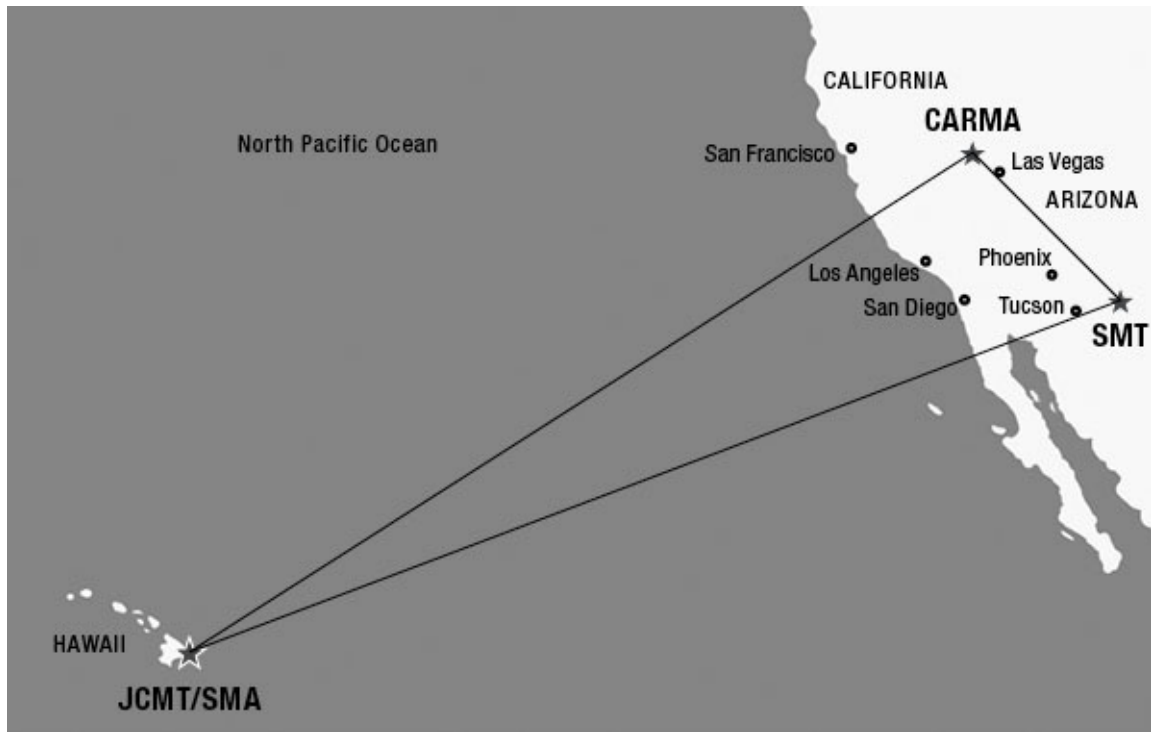 CALIFORNIA
CARMA
North Pacific Ocean
San Francisco
Las Vegas
ARIZONA
Phoenix
Los Angeles
San Diego
Tucson
SMT
HAWAII
JCMT/SMA